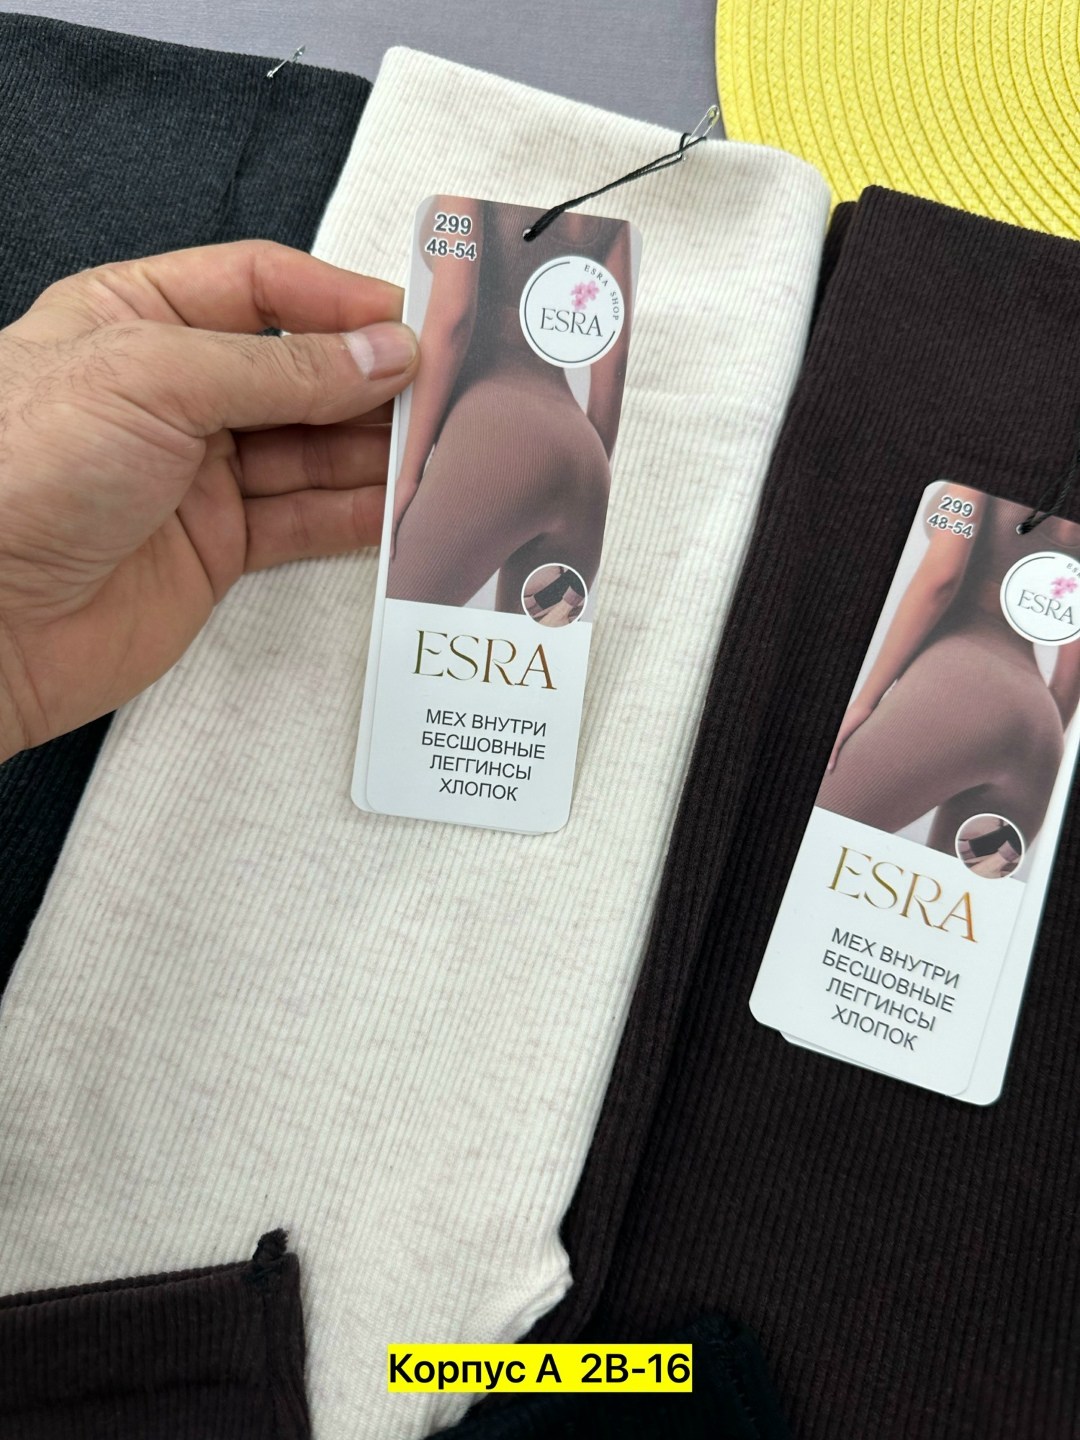 299
48-54
ESRA SHOP
ESRA
ESRA
МЕХ ВНУТРИ
БЕСШОВНЫЕ
ЛЕГГИНСЫ
ХЛОПОК
299
48-54
ESRA
ESRA
МЕХ ВНУТРИ
БЕСШОВНЫЕ
ЛЕГГИНСЫ
ХЛОПОК
Корпус А 2В-16